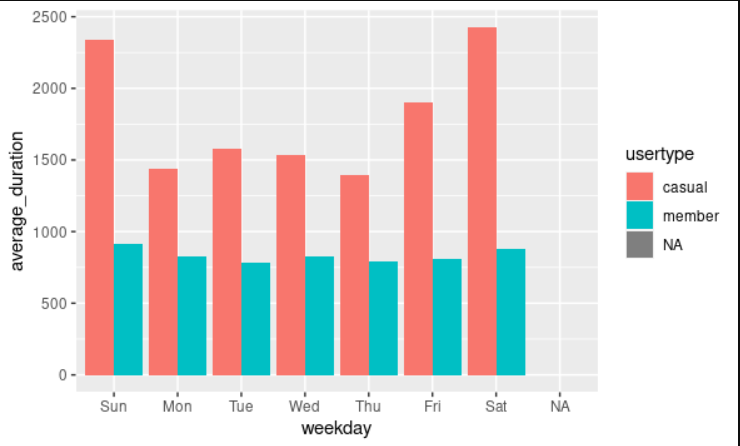 2500
2000
1500
1000
500
0
average_duration
Sun Mon Tue Wed Thu Fri Sat NA
weekday
usertype
casual
member
NA